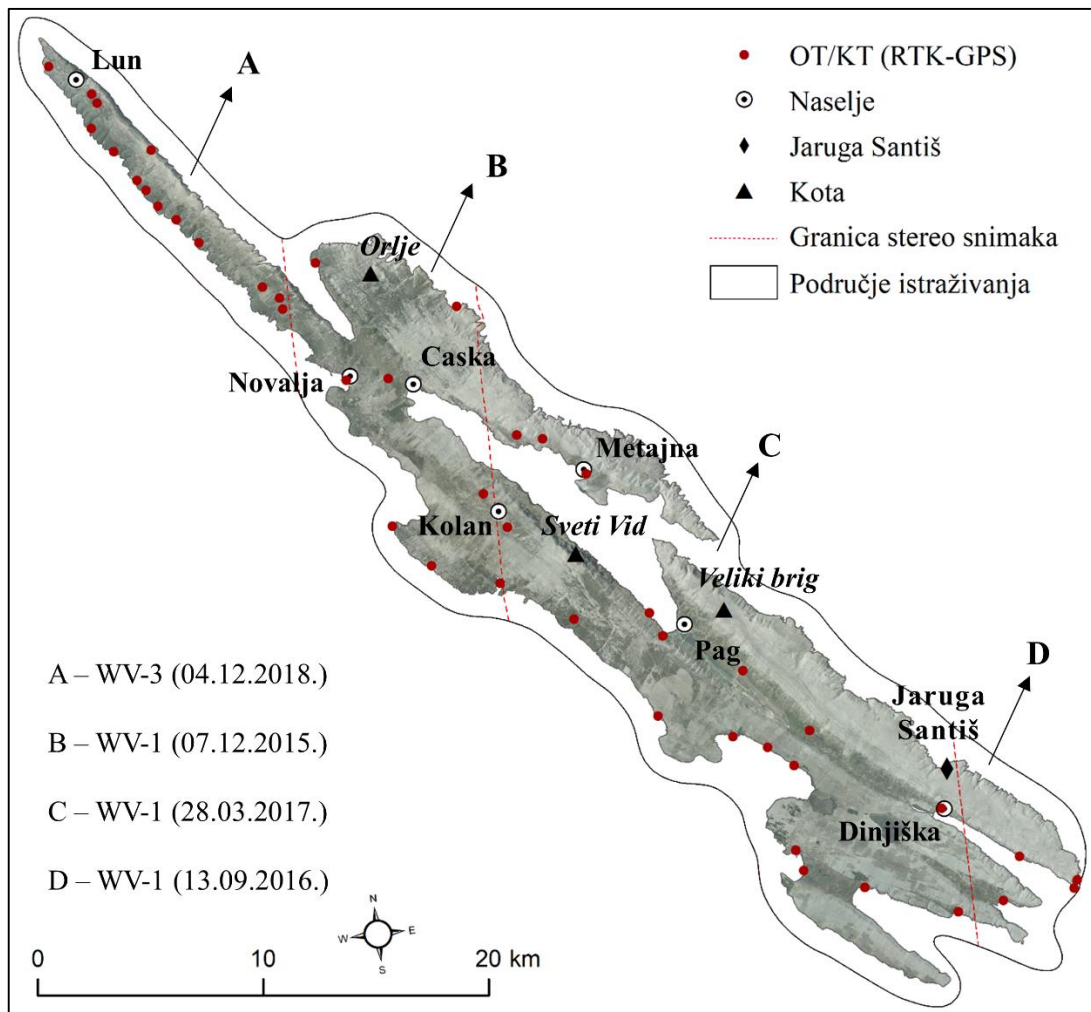 Lun
A
B
Orlje
Caska
Novalja
Metajna
C
Kolan
Sveti Vid
Veliki brig
Pag
D
Jaruga
Santiš
Dinjiška
OT/KT (RTK-GPS)
Naselje
Jaruga Santiš
Kota
Granica stereo snimaka
Područje istraživanja
A – WV-3 (04.12.2018.)
B – WV-1 (07.12.2015.)
C – WV-1 (28.03.2017.)
D – WV-1 (13.09.2016.)
N
W E
S
0 10 20 km